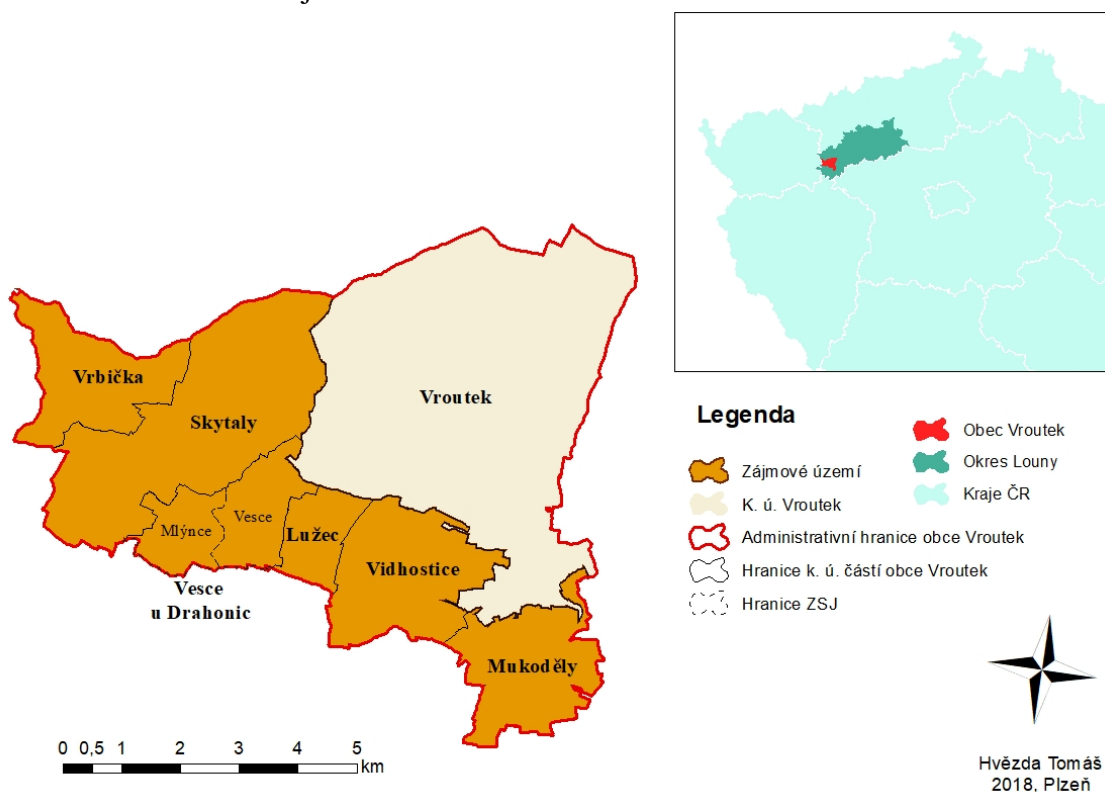 Vrbička
Skytaly
Vroutek
Mlýnce
Vesce
Lužec
Vidhostice
Vesce
u Drahonic
Mukoděly
0 0,5 1 2 3 4 5
km
Legenda
Zájmové území
K. ú. Vroutek
Administrativní hranice obce Vroutek
Hranice k. ú. částí obce Vroutek
Hranice ZSJ
Obec Vroutek
Okres Louny
Kraje ČR
Hvězda Tomáš
2018, Plzeň